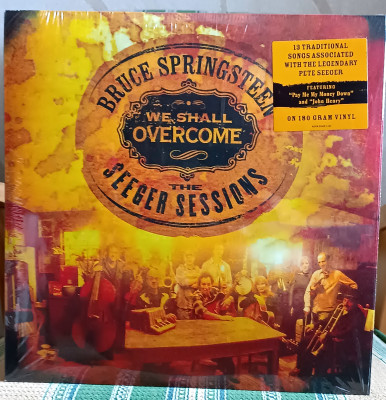 BRUCE SPRINGSTEEN
WE SHALL
OVERCOME
THE
SEEGER SESSIONS
13 TRADITIONAL
SONGS ASSOCIATED
WITH THE LEGENDARY
PETE SEEGER
FEATURING
"Pay Me My Money Down"
and "John Henry"
ON 180 GRAM VINYL